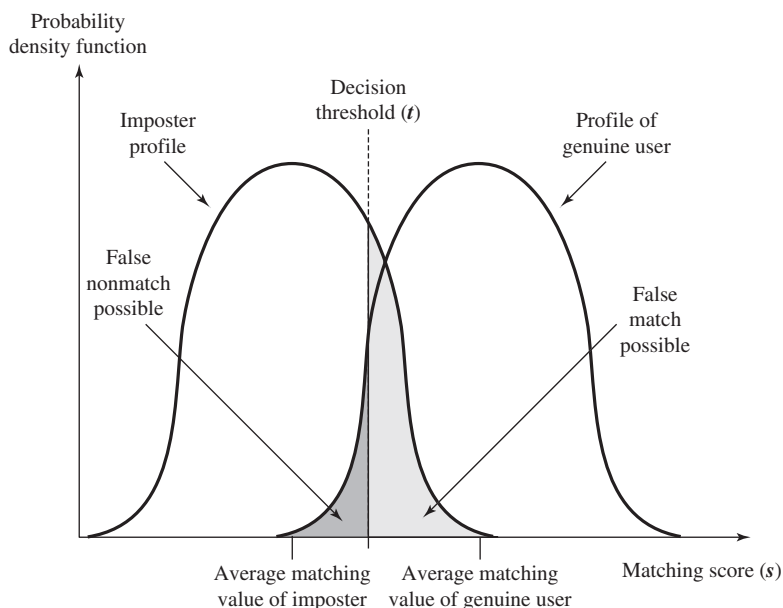 Probability
density function
Decision
threshold (t)
Imposter
profile
Profile of
genuine user
False
nonmatch
possible
False
match
possible
Average matching
value of imposter
Average matching
value of genuine user
Matching score (s)